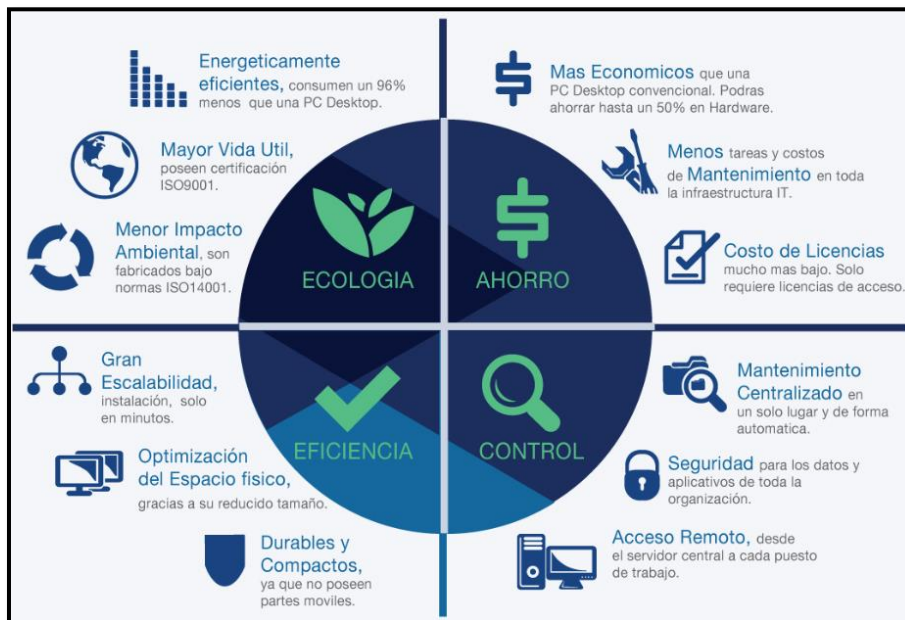 Energeticamente
eficientes, consumen un 96%
menos que una PC Desktop.
Mayor Vida Util,
poseen certificación
ISO9001.
Menor Impacto
Ambiental, son
fabricados bajo
normas ISO14001.
ECOLOGIA
Mas Economicos que una
PC Desktop convencional. Podras
ahorrar hasta un 50% en Hardware.
Menos tareas y costos
de Mantenimiento en toda
la infraestructura IT.
Costo de Licencias
mucho mas bajo. Solo
requiere licencias de acceso.
AHORRO
Gran
Escalabilidad,
instalación, solo
en minutos.
Optimización
del Espacio físico,
gracias a su reducido tamaño.
Durables y
Compactos,
ya que no poseen
partes moviles.
EFICIENCIA
Mantenimiento
Centralizado en
un solo lugar y de forma
automatica.
Seguridad para los datos y
aplicativos de toda la
organización.
Acceso Remoto, desde
el servidor central a cada puesto
de trabajo.
CONTROL